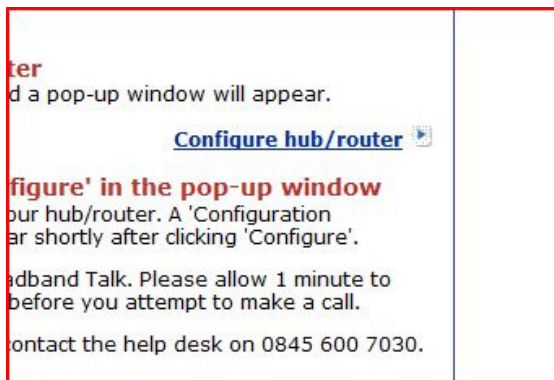 ter
d a pop-up window will appear.
Configure hub/router
figure' in the pop-up window
our hub/router. A 'Configuration
ar shortly after clicking 'Configure'.
adband Talk. Please allow 1 minute to
before you attempt to make a call.
contact the help desk on 0845 600 7030.